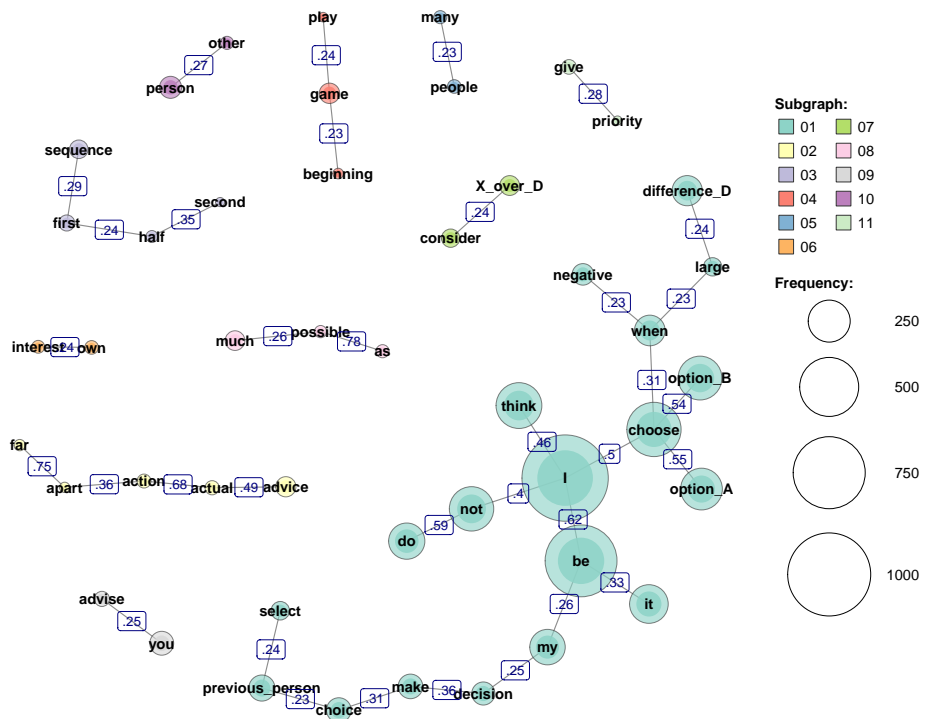 play
many
other
.27
person
.24
.23
people
give
.28
priority
game
.23
beginning
sequence
.29
first
.24
half
.35
second
X_over_D
.24
consider
difference_D
.24
large
negative
.23
.23
when
.31
option_B
.54
choose
.55
option_A
interest
.24
own
much
.26
possible
.78
as
think
.46
I
.5
.4
not
.59
do
.62
be
.33
it
.26
my
.25
decision
.36
make
.31
choice
.23
previous_person
.24
select
far
.75
apart
.36
action
.68
actual
.49
advice
advise
.25
you
Subgraph:
01
02
03
04
05
06
07
08
09
10
11
Frequency:
250
500
750
1000